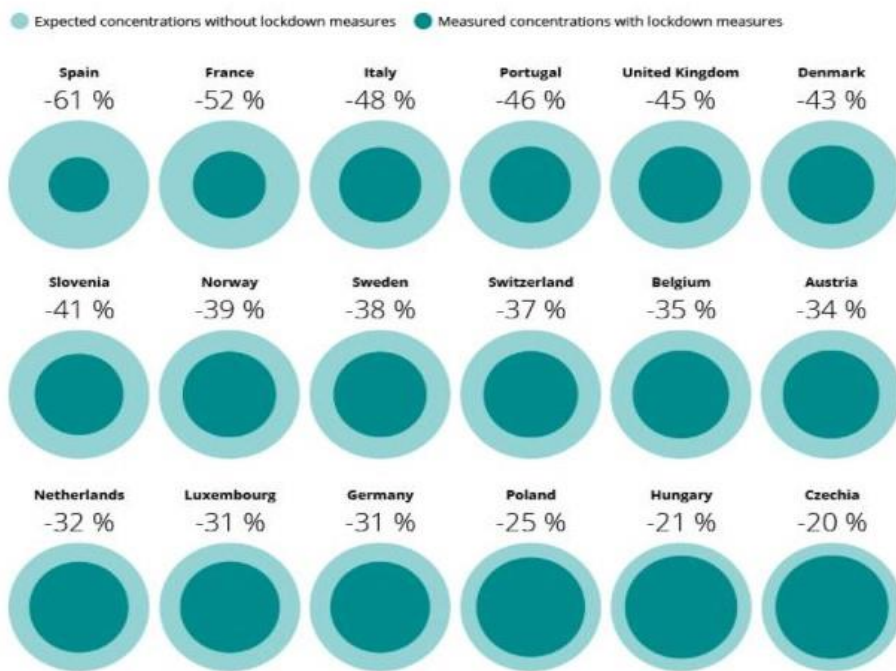 Expected concentrations without lockdown measures Measured concentrations with lockdown measures
Spain France Italy Portugal United Kingdom Denmark
-61 % -52 % -48 % -46 % -45 % -43 %
Slovenia Norway Sweden Switzerland Belgium Austria
-41 % -39 % -38 % -37 % -35 % -34 %
Netherlands Luxembourg Germany Poland Hungary Czechia
-32 % -31 % -31 % -25 % -21 % -20 %